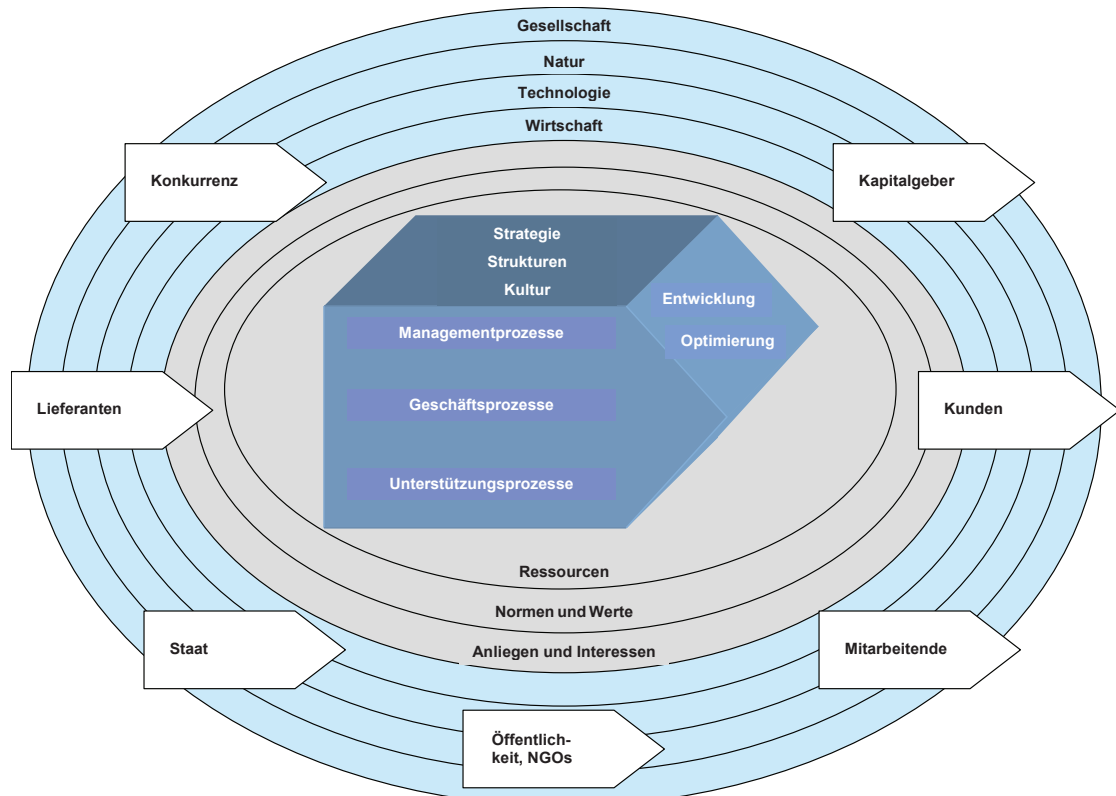 Gesellschaft
Natur
Technologie
Wirtschaft
Konkurrenz
Kapitalgeber
Strategie
Strukturen
Kultur
Entwicklung
Optimierung
Managementprozesse
Geschäftsprozesse
Unterstützungsprozesse
Lieferanten
Kunden
Ressourcen
Normen und Werte
Anliegen und Interessen
Staat
Mitarbeitende
Öffentlich-
keit, NGOs